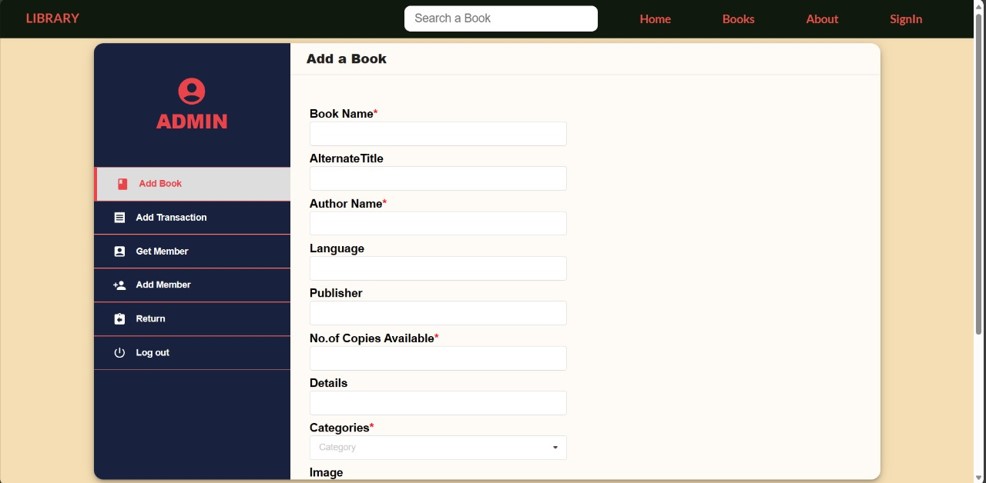 LIBRARY
Search a Book
Home
Books
About
SignIn
ADMIN
Add Book
Add Transaction
Get Member
Add Member
Return
Log out
Add a Book
Book Name*
AlternateTitle
Author Name*
Language
Publisher
No.of Copies Available*
Details
Categories*
Category
Image